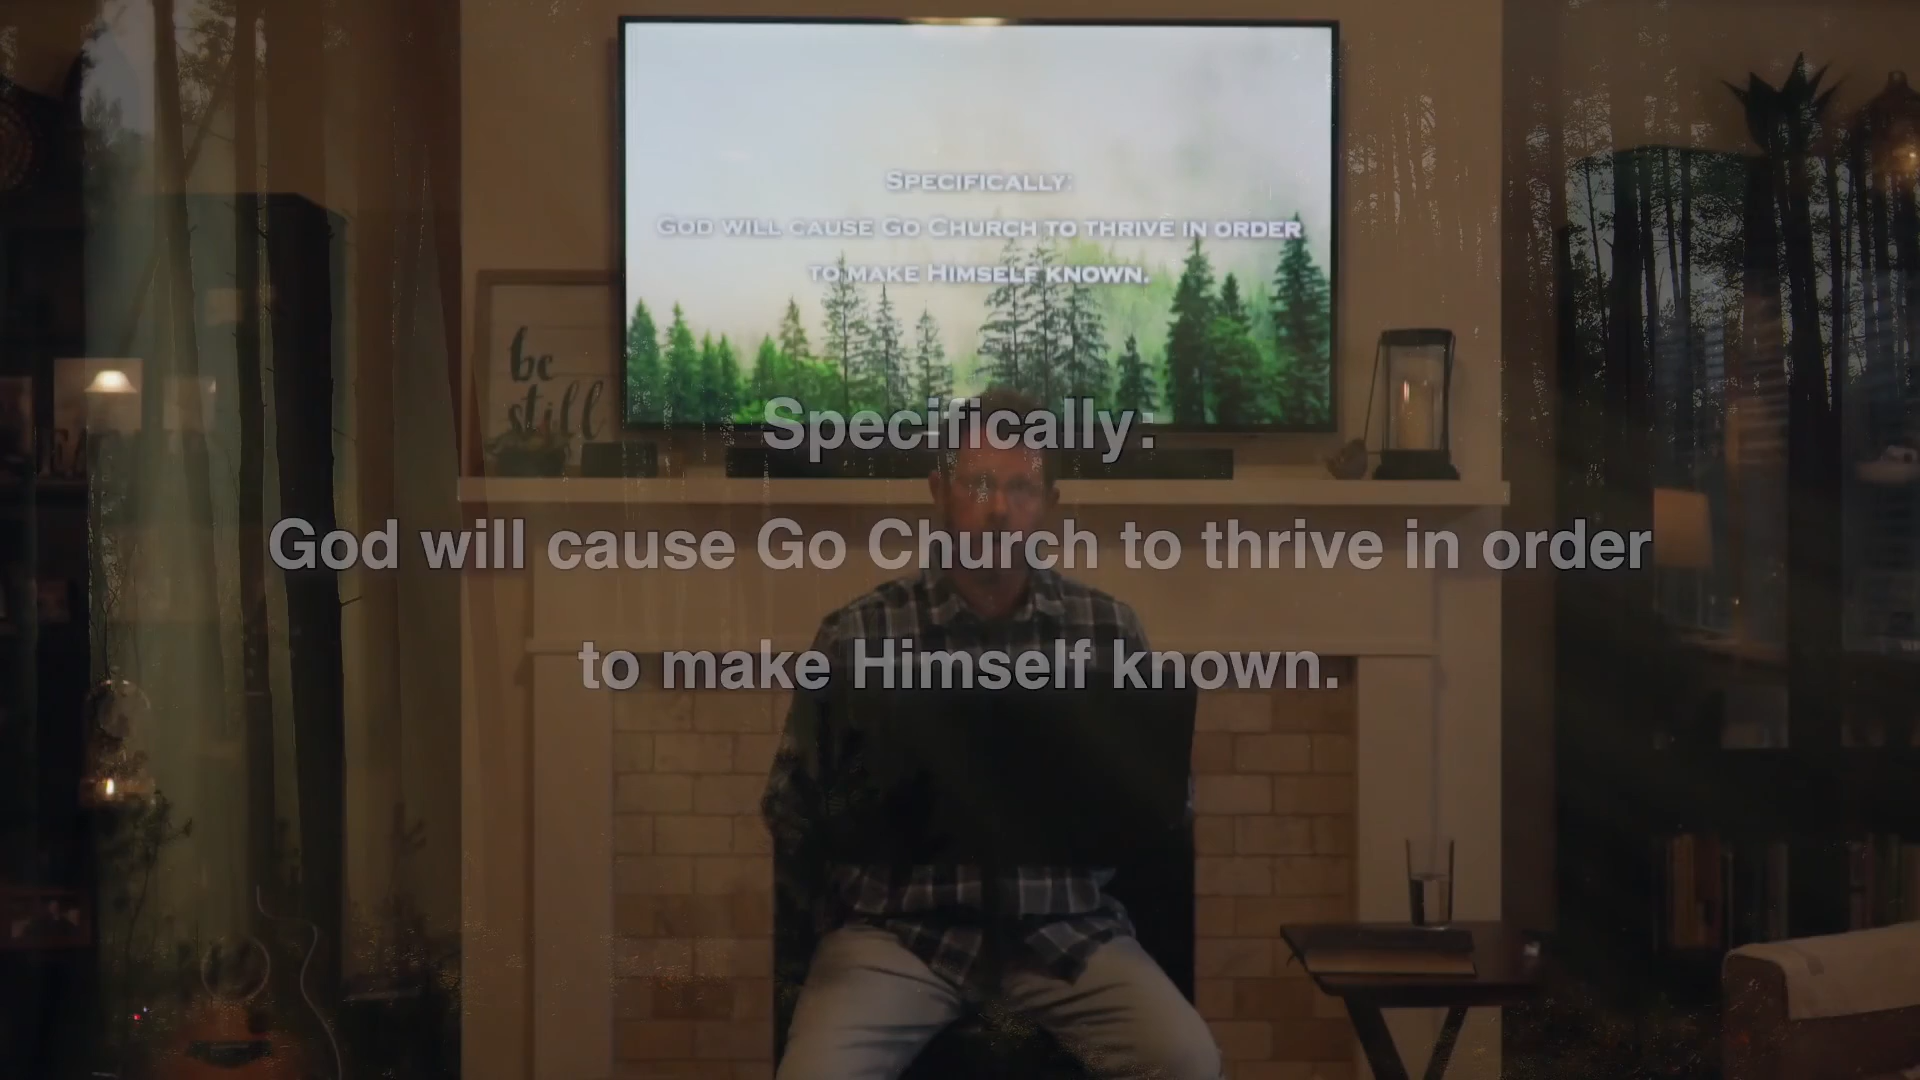 Specifically:
God will cause Go Church to thrive in order
to make Himself known.
be
still
Specifically:
God will cause Go Church to thrive in order
to make Himself known.